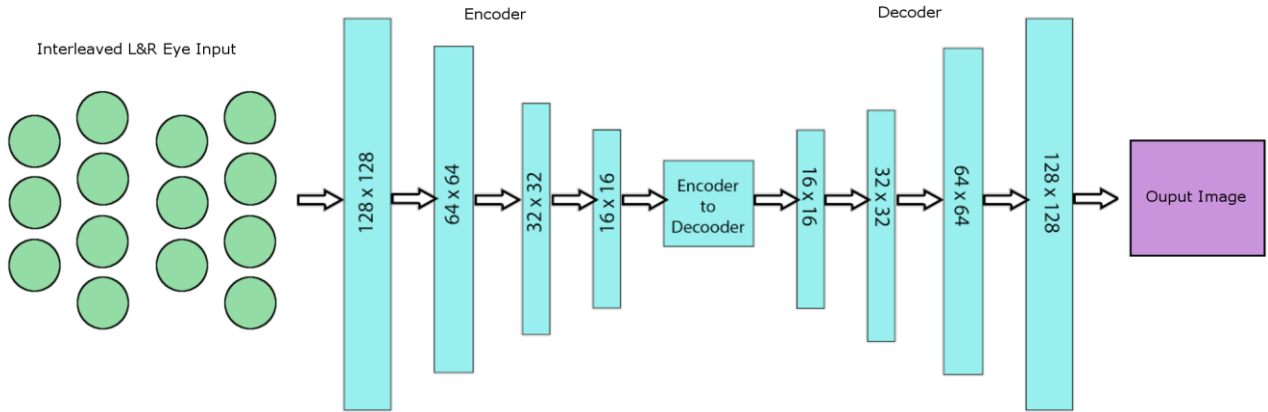 Encoder
Decoder
Interleaved L&R Eye Input
128 x 128
64 x 64
32 x 32
16 x 16
Encoder
to
Decooder
16 x 16
32 x 32
64 x 64
128 x 128
Ouput Image